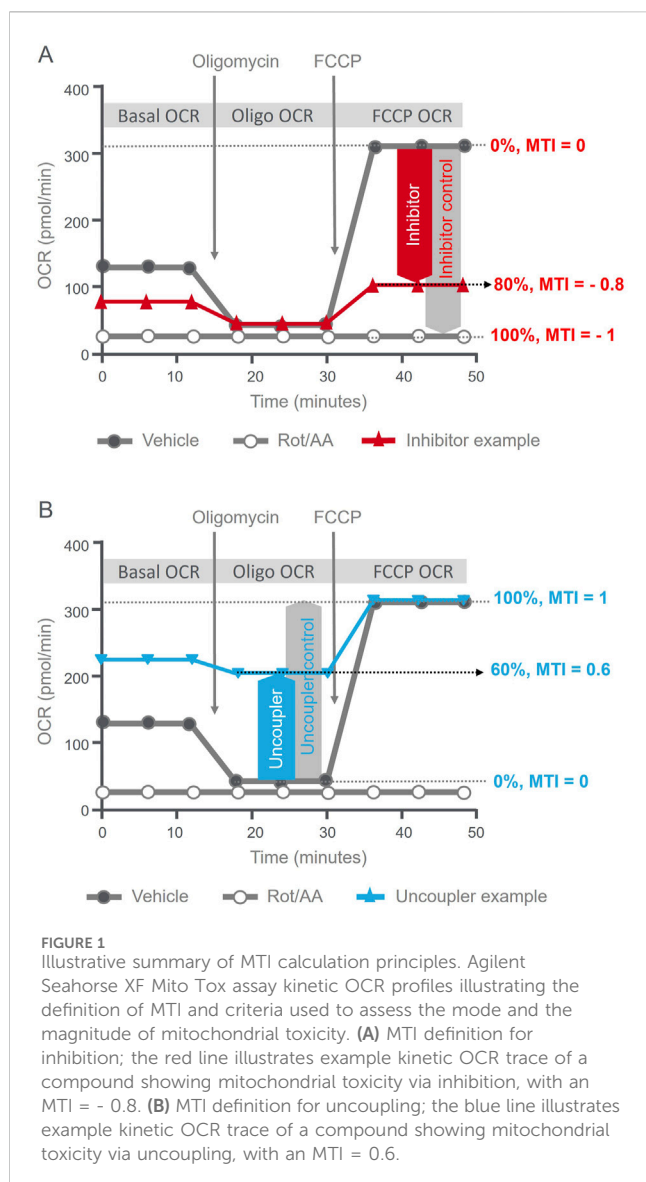 A
Oligomycin
FCCP
400
300
200
100
0
OCR (pmol/min)
Basal OCR
Oligo OCR
FCCP OCR
Inhibitor
Inhibitor control
0%, MTI = 0
80%, MTI = - 0.8
100%, MTI = - 1
0
10
20
30
40
50
Time (minutes)
Vehicle
Rot/AA
Inhibitor example
B
Oligomycin
FCCP
400
300
200
100
0
OCR (pmol/min)
Basal OCR
Oligo OCR
FCCP OCR
Uncoupler
Uncoupler control
100%, MTI = 1
60%, MTI = 0.6
0%, MTI = 0
0
10
20
30
40
50
Time (minutes)
Vehicle
Rot/AA
Uncoupler example
FIGURE 1
Illustrative summary of MTI calculation principles. Agilent
Seahorse XF Mito Tox assay kinetic OCR profiles illustrating the
definition of MTI and criteria used to assess the mode and the
magnitude of mitochondrial toxicity. (A) MTI definition for
inhibition; the red line illustrates example kinetic OCR trace of a
compound showing mitochondrial toxicity via inhibition, with an
MTI = - 0.8. (B) MTI definition for uncoupling; the blue line illustrates
example kinetic OCR trace of a compound showing mitochondrial
toxicity via uncoupling, with an MTI = 0.6.